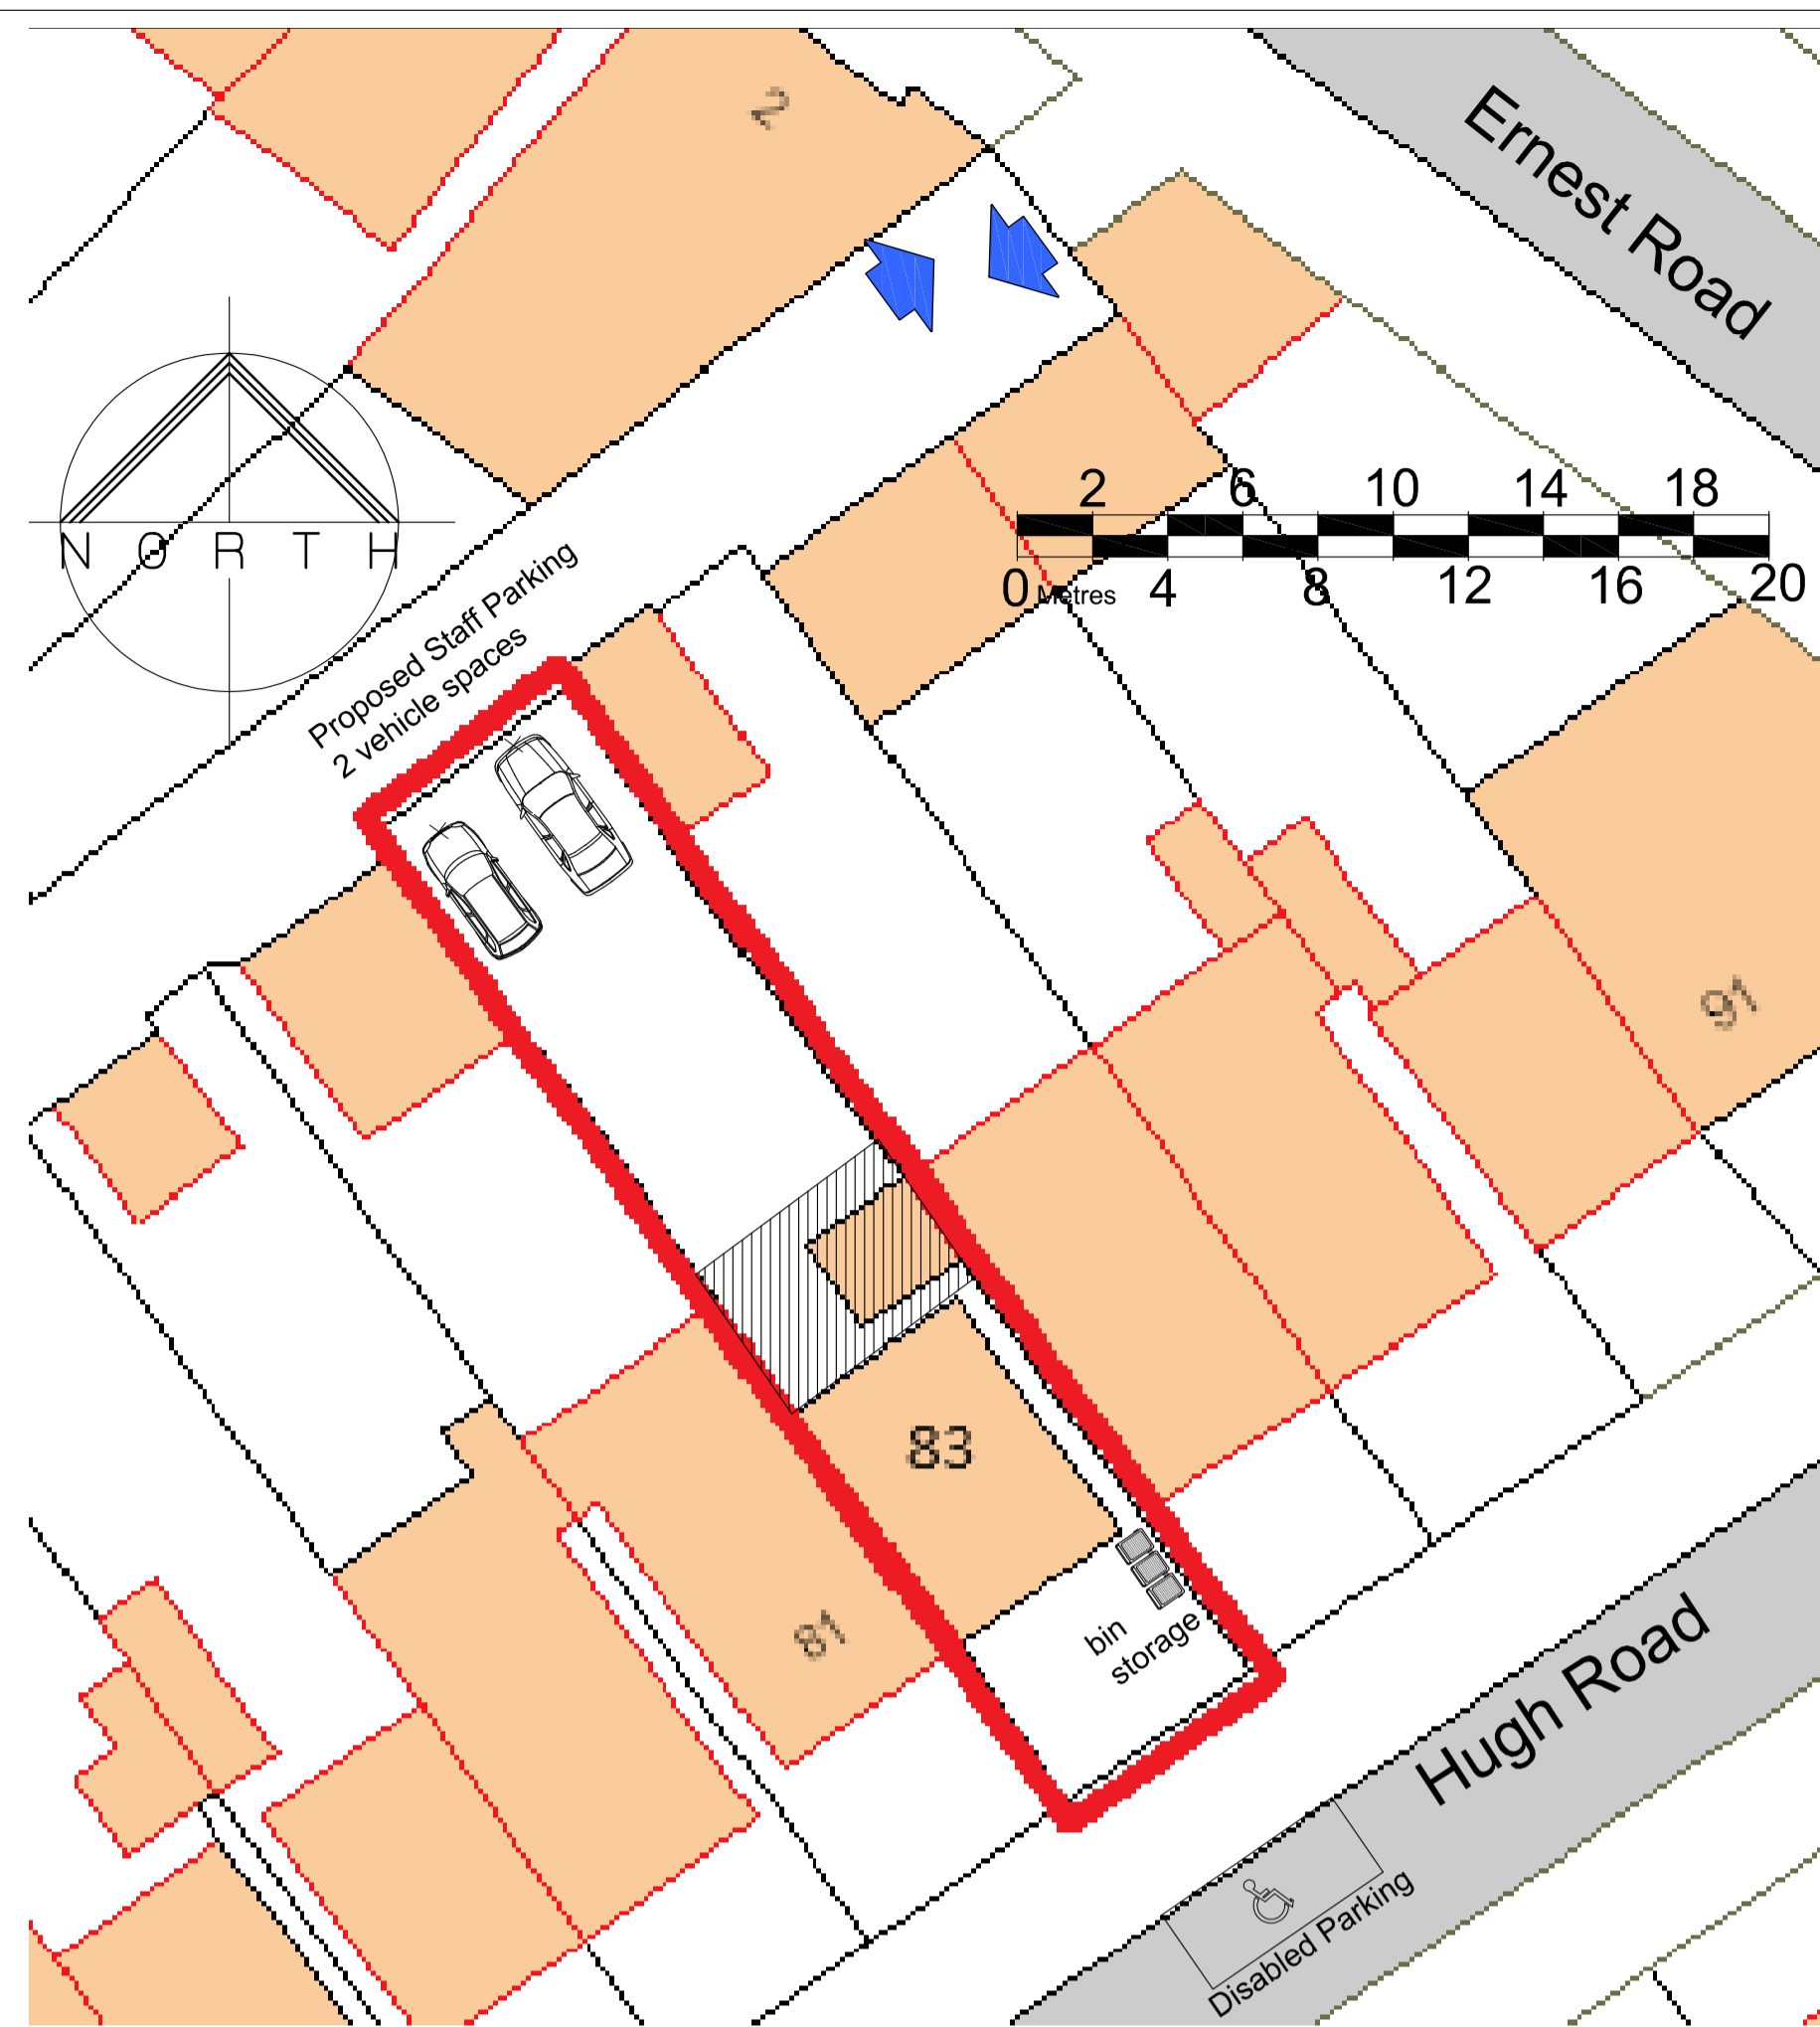 2
Ernest Road
2 6 10 14 18
0 Metres 4 8 12 16 20
NORTH
Proposed Staff Parking
2 vehicle spaces
91
83
81
bin
storage
Hugh Road
Disabled Parking